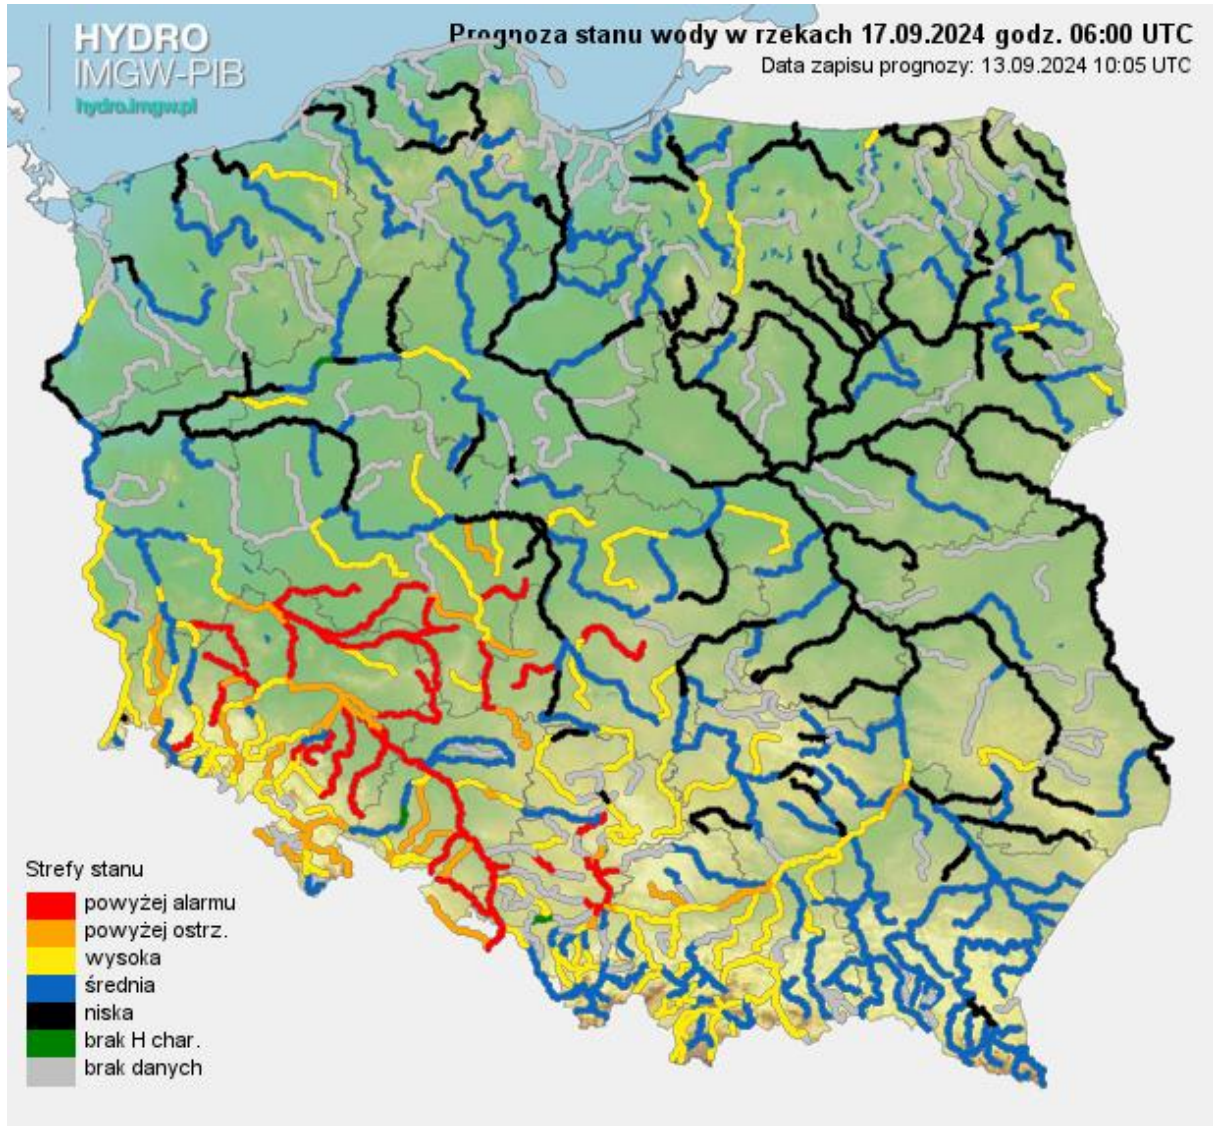 HYDRO
IMGW-PIB
hydro.imgw.pl
Prognoza stanu wody w rzekach 17.09.2024 godz. 06:00 UTC
Data zapisu prognozy: 13.09.2024 10:05 UTC
Strefy stanu
powyżej alarmu
powyżej ostrz.
wysoka
średnia
niska
brak H char.
brak danych